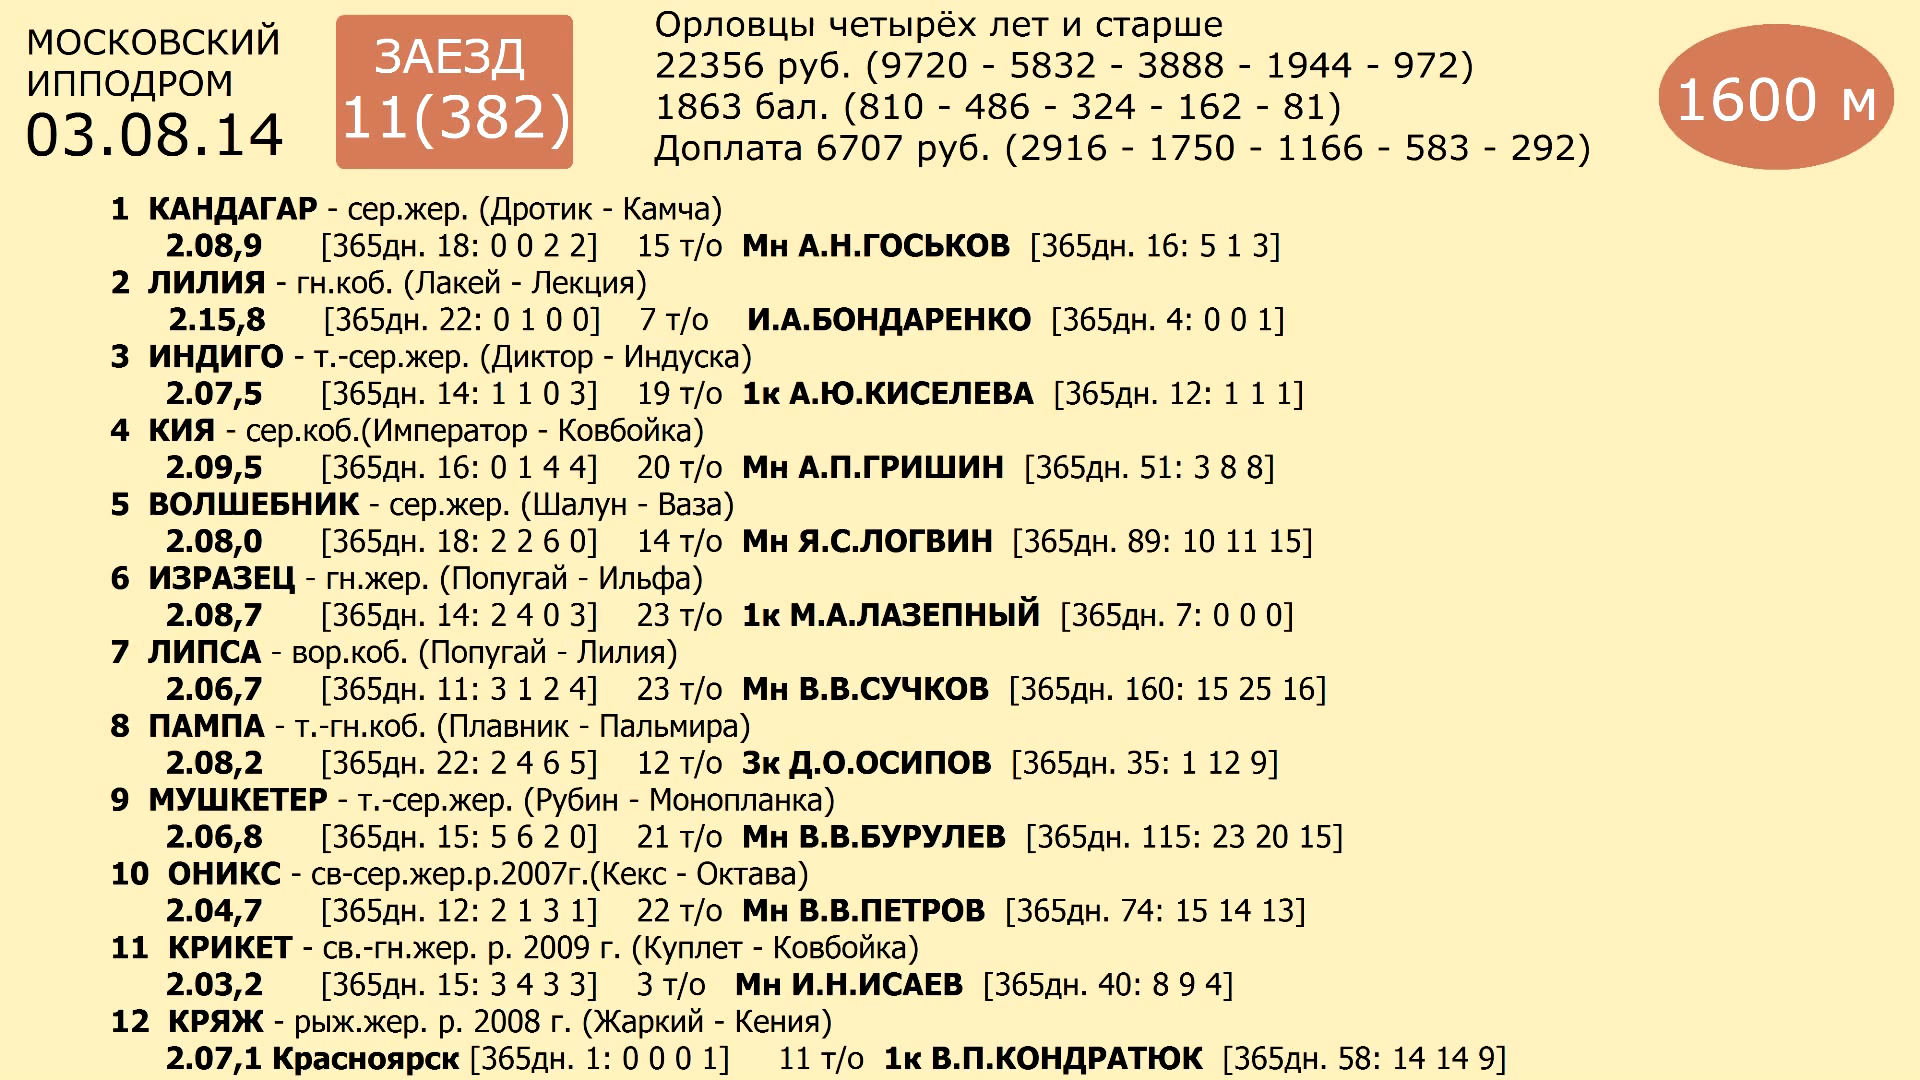 МОСКОВСКИЙ
ИППОДРОМ
03.08.14
ЗАЕЗД
11(382)
Орловцы четырёх лет и старше
22356 руб. (9720 - 5832 - 3888 - 1944 - 972)
1863 бал. (810 - 486 - 324 - 162 - 81)
Доплата 6707 руб. (2916 - 1750 - 1166 - 583 - 292)
1600 м
1 КАНДАГАР - сер.жер. (Дротик - Камча)
2.08,9 [365дн. 18: 0 0 2 2] 15 т/о Мн А.Н.ГОСЬКОВ [365дн. 16: 5 1 3]
2 ЛИЛИЯ - гн.коб. (Лакей - Лекция)
2.15,8 [365дн. 22: 0 1 0 0] 7 т/о И.А.БОНДАРЕНКО [365дн. 4: 0 0 1]
3 ИНДИГО - т.-сер.жер. (Диктор - Индуска)
2.07,5 [365дн. 14: 1 1 0 3] 19 т/о 1к А.Ю.КИСЕЛЕВА [365дн. 12: 1 1 1]
4 КИЯ - сер.коб.(Император - Ковбойка)
2.09,5 [365дн. 16: 0 1 4 4] 20 т/о Мн А.П.ГРИШИН [365дн. 51: 3 8 8]
5 ВОЛШЕБНИК - сер.жер. (Шалун - Ваза)
2.08,0 [365дн. 18: 2 2 6 0] 14 т/о Мн Я.С.ЛОГВИН [365дн. 89: 10 11 15]
6 ИЗРАЗЕЦ - гн.жер. (Попугай - Ильфа)
2.08,7 [365дн. 14: 2 4 0 3] 23 т/о 1к М.А.ЛАЗЕПНЫЙ [365дн. 7: 0 0 0]
7 ЛИПСА - вор.коб. (Попугай - Лилия)
2.06,7 [365дн. 11: 3 1 2 4] 23 т/о Мн В.В.СУЧКОВ [365дн. 160: 15 25 16]
8 ПАМПА - т.-гн.коб. (Плавник - Пальмира)
2.08,2 [365дн. 22: 2 4 6 5] 12 т/о 3к Д.О.ОСИПОВ [365дн. 35: 1 12 9]
9 МУШКЕТЕР - т.-сер.жер. (Рубин - Монопланка)
2.06,8 [365дн. 15: 5 6 2 0] 21 т/о Мн В.В.БУРУЛЕВ [365дн. 115: 23 20 15]
10 ОНИКС - св-сер.жер.р.2007г.(Кекс - Октава)
2.04,7 [365дн. 12: 2 1 3 1] 22 т/о Мн В.В.ПЕТРОВ [365дн. 74: 15 14 13]
11 КРИКЕТ - св.-гн.жер. р. 2009 г. (Куплет - Ковбойка)
2.03,2 [365дн. 15: 3 4 3 3] 3 т/о Мн И.Н.ИСАЕВ [365дн. 40: 8 9 4]
12 КРЯЖ - рыж.жер. р. 2008 г. (Жаркий - Кения)
2.07,1 Красноярск [365дн. 1: 0 0 0 1] 11 т/о 1к В.П.КОНДРАТЮК [365дн. 58: 14 14 9]